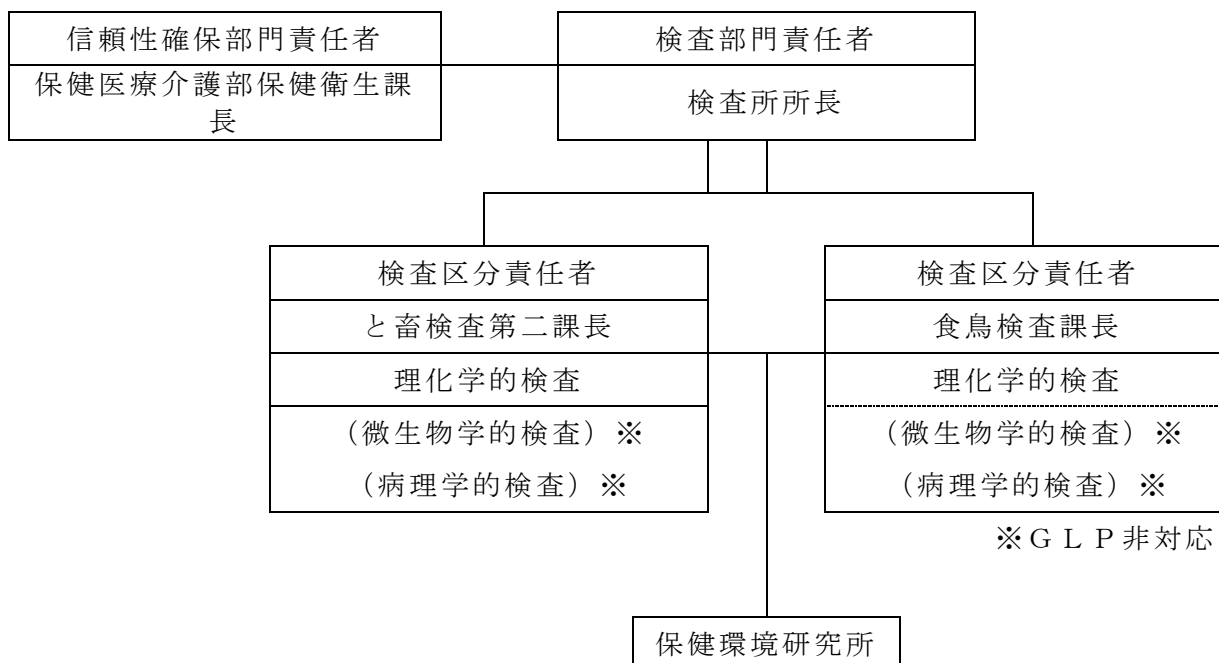 信頼性確保部門責任者
保健医療介護部保健衛生課
長
検査部門責任者
検査所所長
検査区分責任者
と畜検査第二課長
理化学的検査
(微生物学的検査)※
(病理学的検査)※
検査区分責任者
食鳥検査課長
理化学的検査
(微生物学的検査)※
(病理学的検査)※
※GLP非対応
保健環境研究所